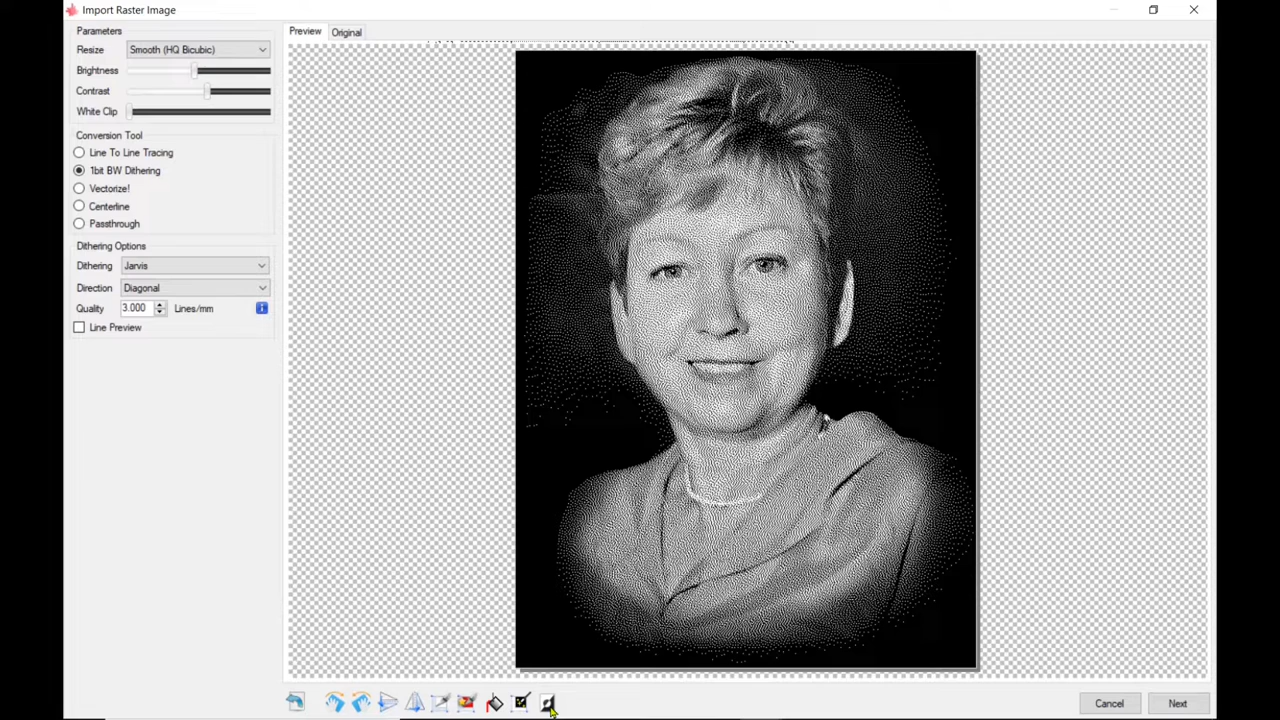 Import Raster Image
Parameters
Resize Smooth (HQ Bicubic)
Brightness
Contrast
White Clip
Conversion Tool
Line To Line Tracing
1bit BW Dithering
Vectorize!
Centerline
Passthrough
Dithering Options
Dithering Jarvis
Direction Diagonal
Quality 3.000 Lines/mm
Line Preview
Preview Original
Cancel Next